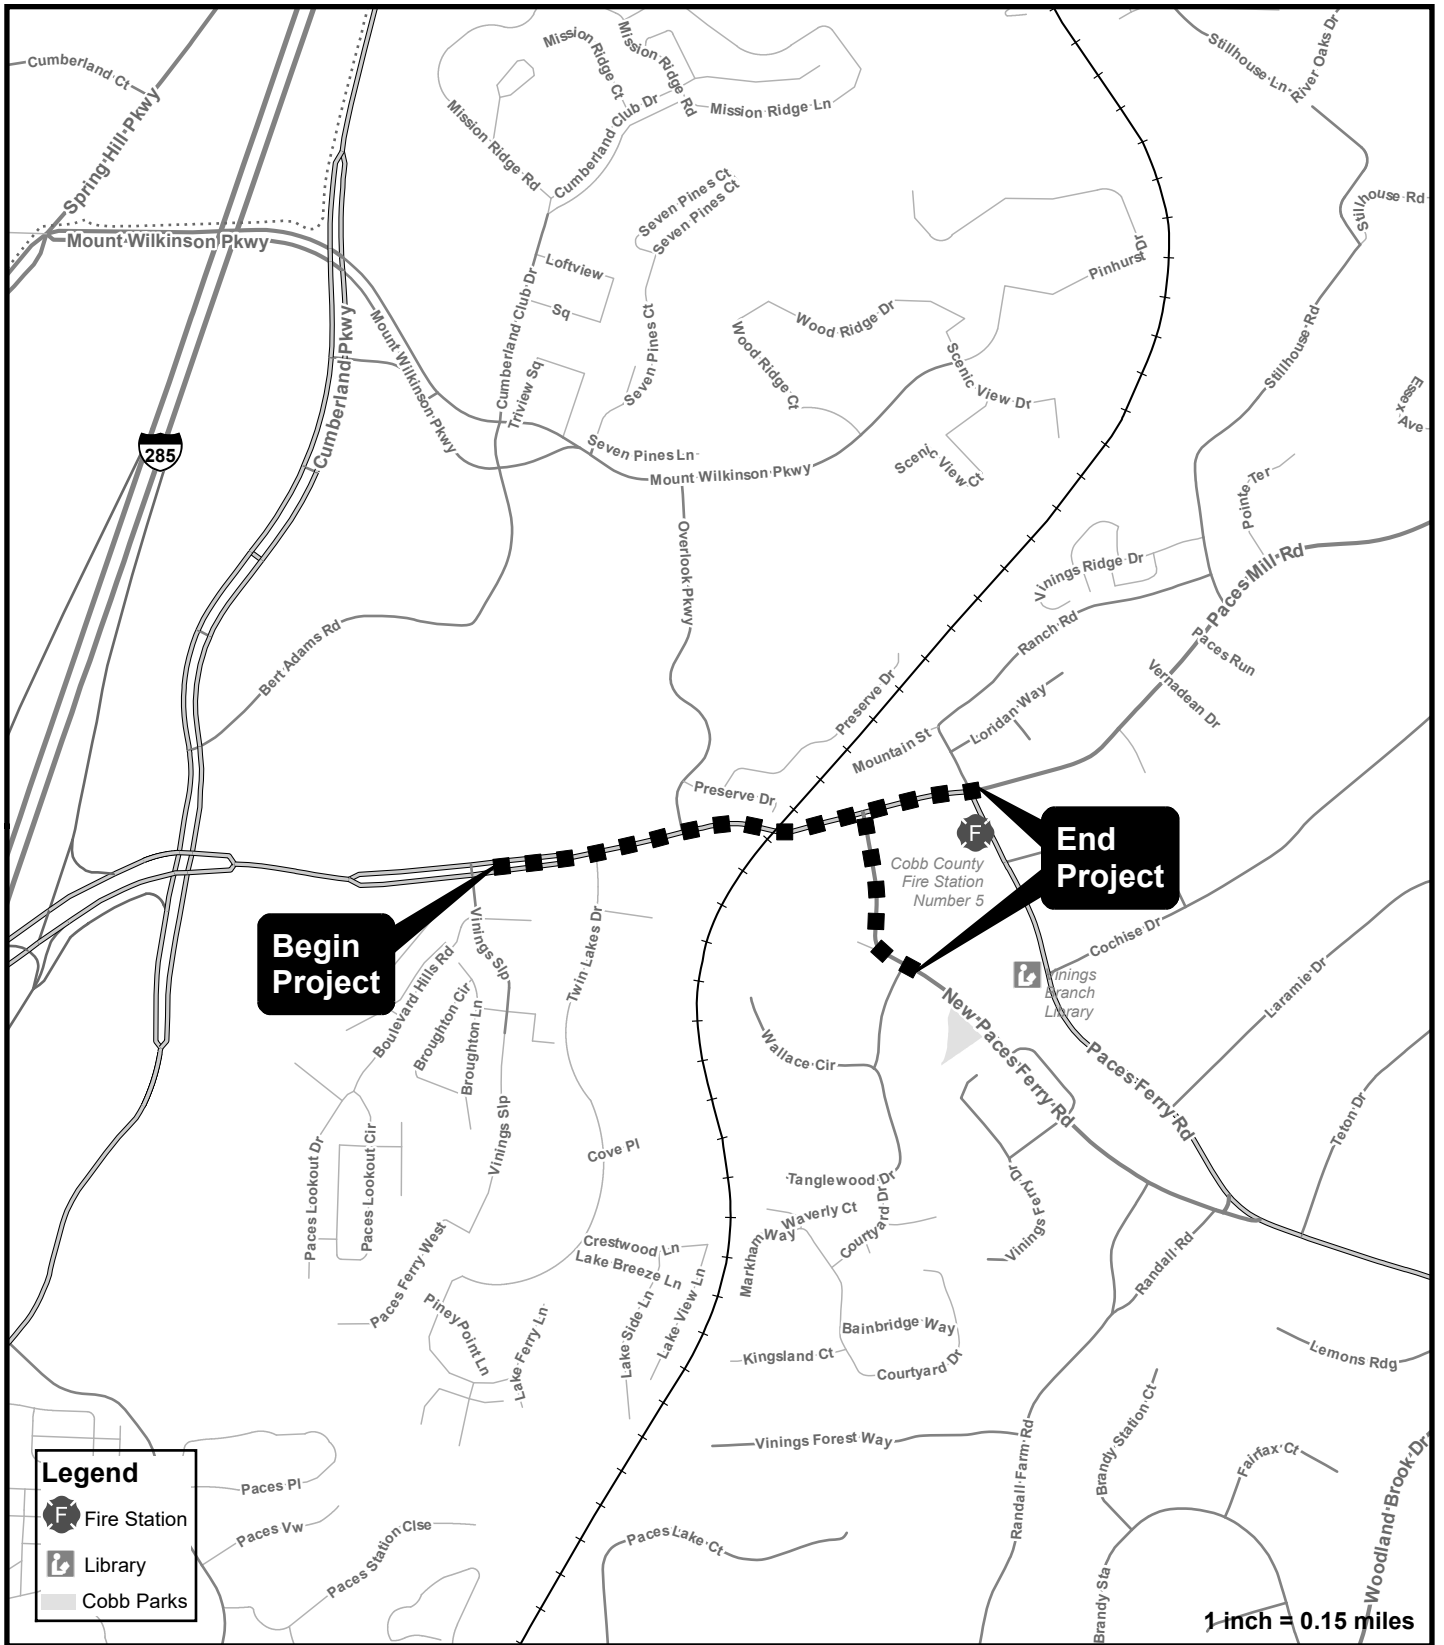 Cumberland Ct
Spring Hill Pkwy
Mount Wilkinson Pkwy
Cumberland Pkwy
285
Mission Ridge Ct
Mission Ridge Rd
Mission Ridge Rd
Cumberland Club Dr
Mission Ridge Ln
Stillhouse Ln
River Oaks Dr
Stillhouse Rd
Seven Pines Ct
Seven Pines Ct
Loftview
Sq
Cumberland Club Dr
Triview Sq
Seven Pines Ct
Mount Wilkinson Pkwy
Wood Ridge Dr
Wood Ridge Ct
Pinhurst Dr
Scenic View Dr
Scenic View Ct
Stillhouse Rd
Essex
Ave
Seven Pines Ln
Mount Wilkinson Pkwy
Overlook Pkwy
Pointe Ter
Vinings Ridge Dr
Paces Mill Rd
Ranch Rd
Paces Run
Vernadean Dr
Bert Adams Rd
Preserve Dr
Mountain St
Loridan Way
Preserve Dr
F
Cobb County
Fire Station
Number 5
End
Project
Begin
Project
Vinings Slp
Boulevard Hills Rd
Broughton Cir
Broughton Ln
Twin Lakes Dr
Cochise Dr
Vinings
Branch
Library
Laramie Dr
New Paces Ferry Rd
Paces Ferry Rd
Wallace Cir
Teton Dr
Vinings Slp
Paces Lookout Dr
Paces Lookout Cir
Cove Pl
Tanglewood Dr
Waverly Ct
Markham Way
Courtyard Dr
Vinings Ferry Dr
Vinings Ferry
Randall Rd
Paces Ferry West
Crestwood Ln
Lake Breeze Ln
Piney Point Ln
Lake Ferry Ln
Lake Side Ln
Lake View Ln
Bainbridge Way
Kingsland Ct
Courtyard Dr
Lemons Rdg
Vinings Forest Way
Randall Farm Rd
Brandy Station Ct
Fairfax Ct
Woodland Brook Dr
Brandy Sta
Paces Pl
Paces Vw
Paces Station Clse
Paces Lake Ct
Legend
F
Fire Station
Library
Cobb Parks
1 inch = 0.15 miles